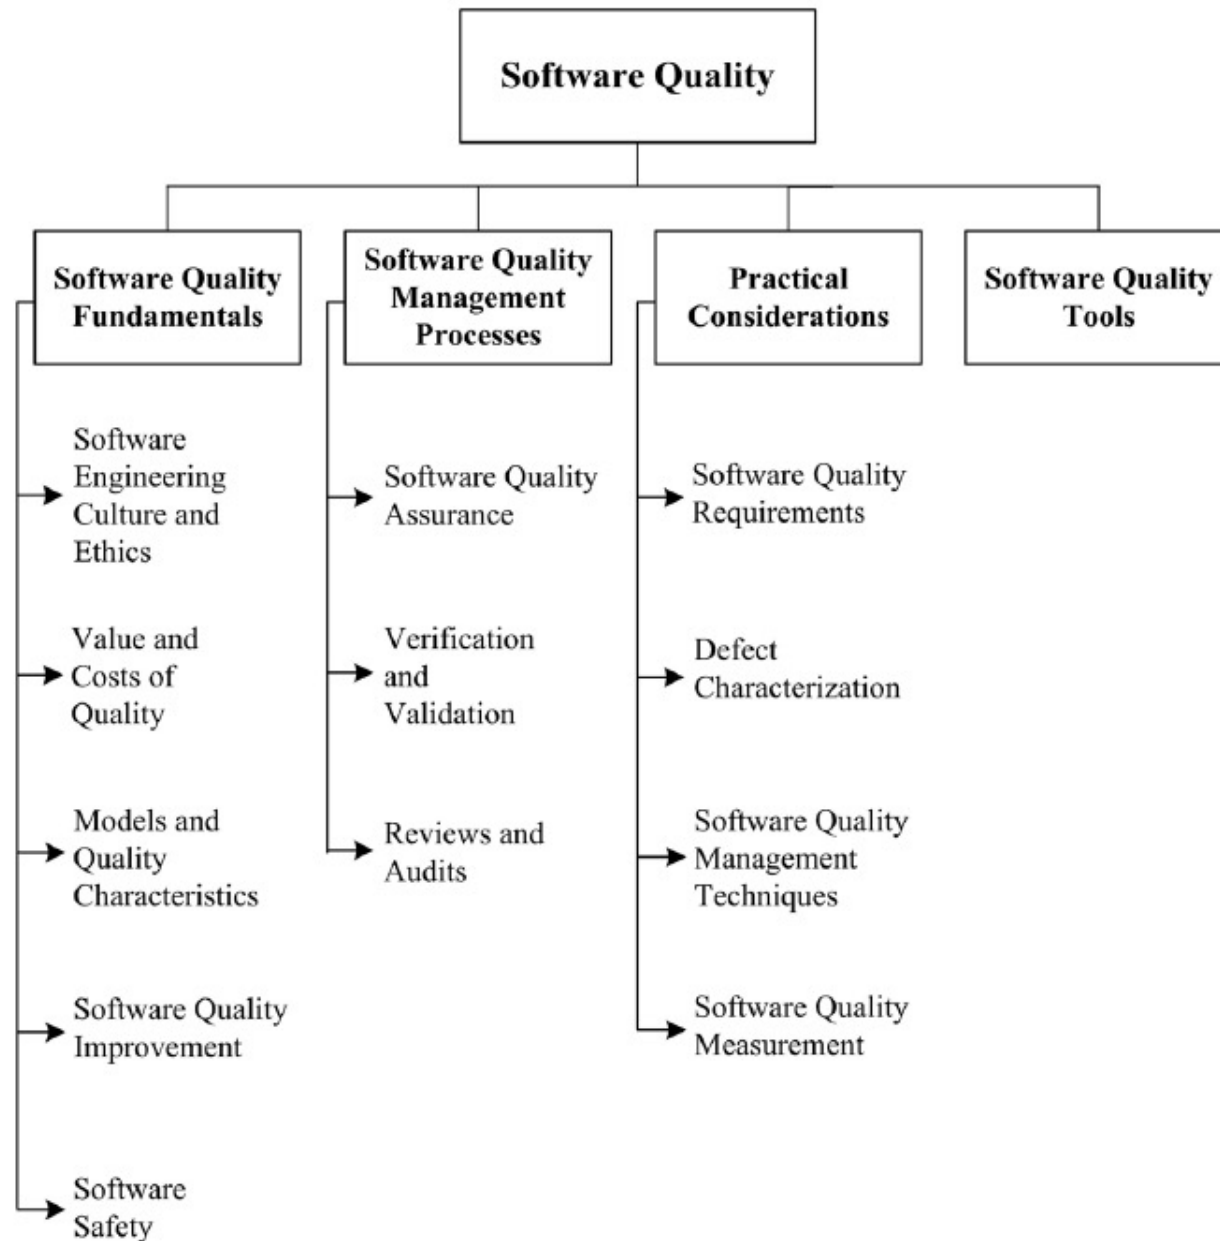 Software Quality
Software Quality
Fundamentals
Software
Engineering
Culture and
Ethics
Value and
Costs of
Quality
Models and
Quality
Characteristics
Software Quality
Improvement
Software
Safety
Software Quality
Management
Processes
Software Quality
Assurance
Verification
and
Validation
Reviews and
Audits
Practical
Considerations
Software Quality
Requirements
Defect
Characterization
Software Quality
Management
Techniques
Software Quality
Measurement
Software Quality
Tools